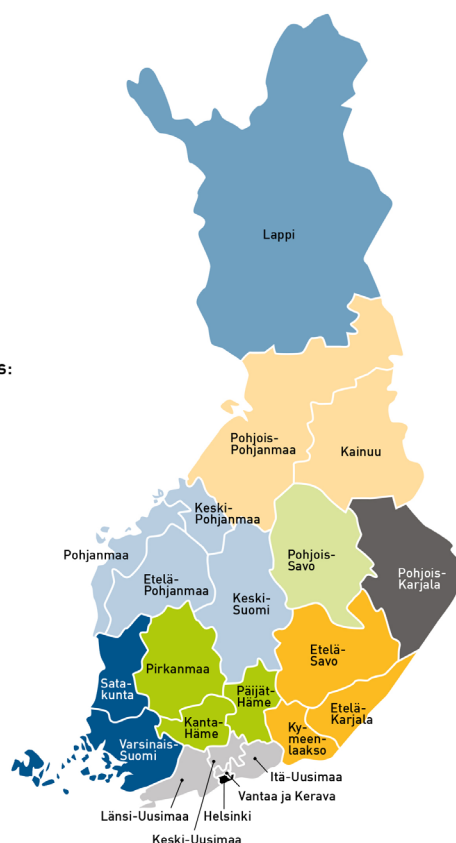 Lappi
s:
Pohjois-
Pohjanmaa
Kainuu
Keski-
Pohjanmaa
Pohjanmaa
Etelä-
Pohjanmaa
Keski-
Suomi
Pohjois-
Savo
Pohjois-
Karjala
Sata-
kunta
Pirkanmaa
Etelä-
Savo
Päijät-
Häme
Etelä-
Karjala
Kanta-
Häme
Ky-
meen-
laakso
Varsinais-
Suomi
Itä-Uusimaa
Vantaa ja Kerava
Länsi-Uusimaa
Helsinki
Keski-Uusimaa